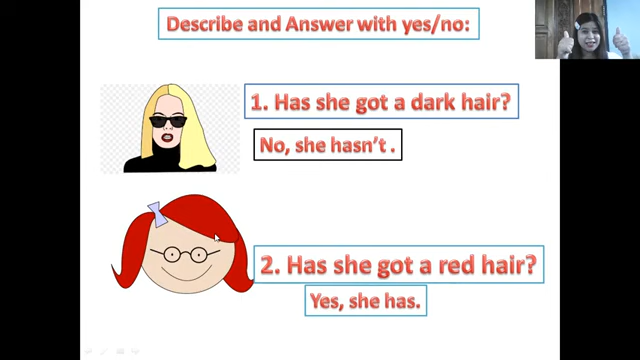 Describe and Answer with yes/no:
1. Has she got a dark hair?
No, she hasn't .
2. Has she got a red hair?
Yes, she has.